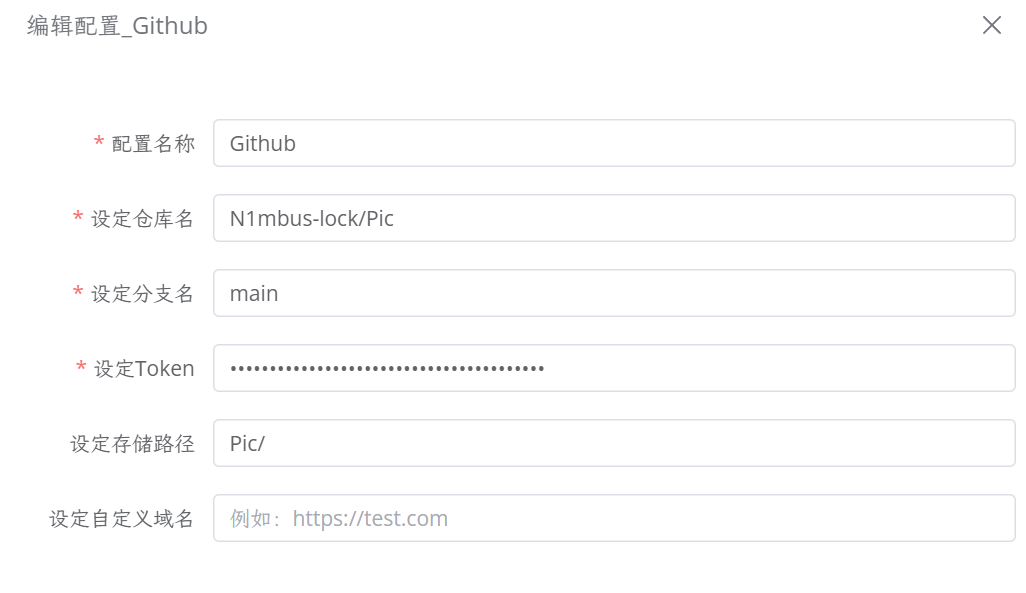 编辑配置_Github
* 配置名称 Github
* 设定仓库名 N1mbus-lock/Pic
* 设定分支名 main
* 设定Token ••••••••••••••••••••••••••••••••••••••••
设定存储路径 Pic/
设定自定义域名 例如：https://test.com